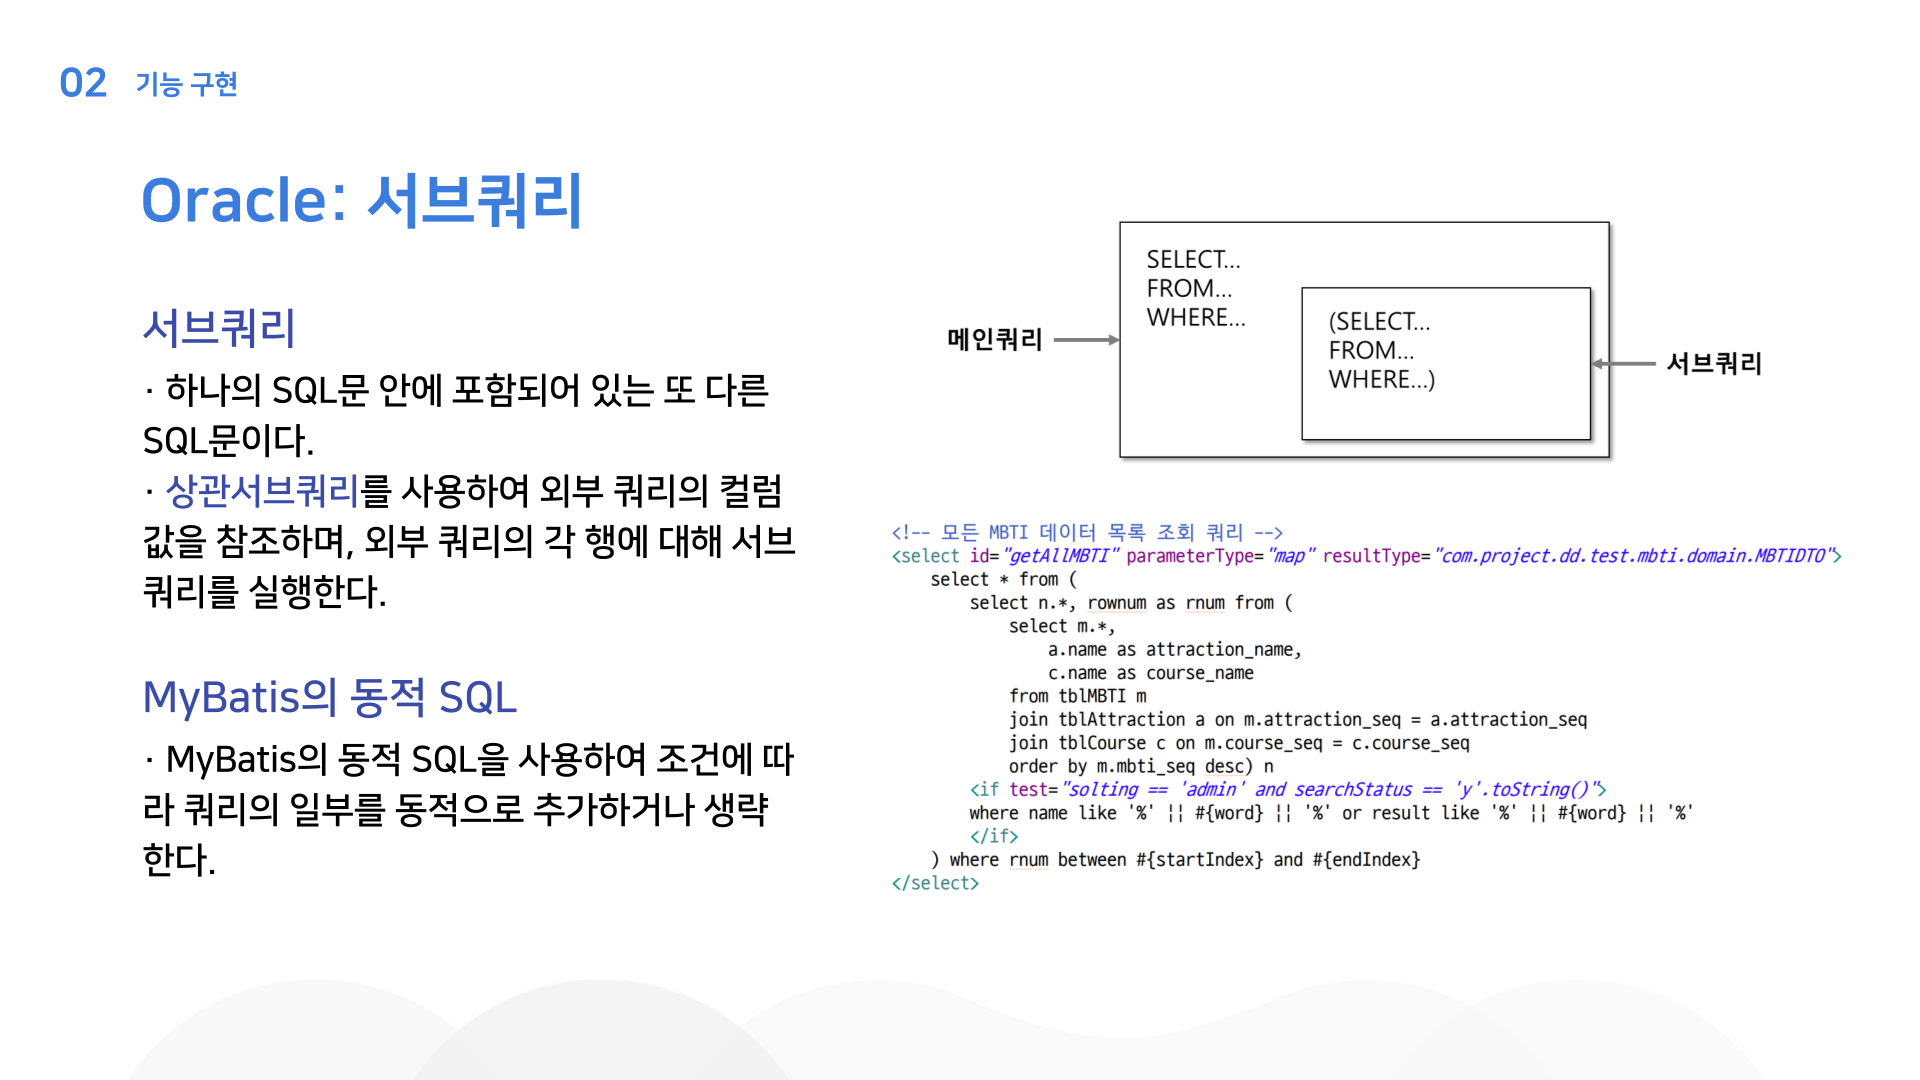 02 기능 구현
Oracle: 서브쿼리
서브쿼리
· 하나의 SQL문 안에 포함되어 있는 또 다른
SQL문이다.
· 상관서브쿼리를 사용하여 외부 쿼리의 컬럼
값을 참조하며, 외부 쿼리의 각 행에 대해 서브
쿼리를 실행한다.
MyBatis의 동적 SQL
· MyBatis의 동적 SQL을 사용하여 조건에 따
라 쿼리의 일부를 동적으로 추가하거나 생략
한다.
메인쿼리
SELECT...
FROM...
WHERE...
(SELECT...
FROM...
WHERE...)
서브쿼리
<!-- 모든 MBTI 데이터 목록 조회 쿼리 -->
<select id="getAllMBTI" parameterType="map" resultType="com.project.dd.test.mbti.domain.MBTIDTO">
select * from (
select n.*, rownum as rnum from (
select m.*,
a.name as attraction_name,
c.name as course_name
from tblMBTI m
join tblAttraction a on m.attraction_seq = a.attraction_seq
join tblCourse c on m.course_seq = c.course_seq
order by m.mbti_seq desc) n
<if test="solting == 'admin' and searchStatus == 'y'.toString()">
where name like '%' || #{word} || '%' or result like '%' || #{word} || '%'
</if>
) where rnum between #{startIndex} and #{endIndex}
</select>